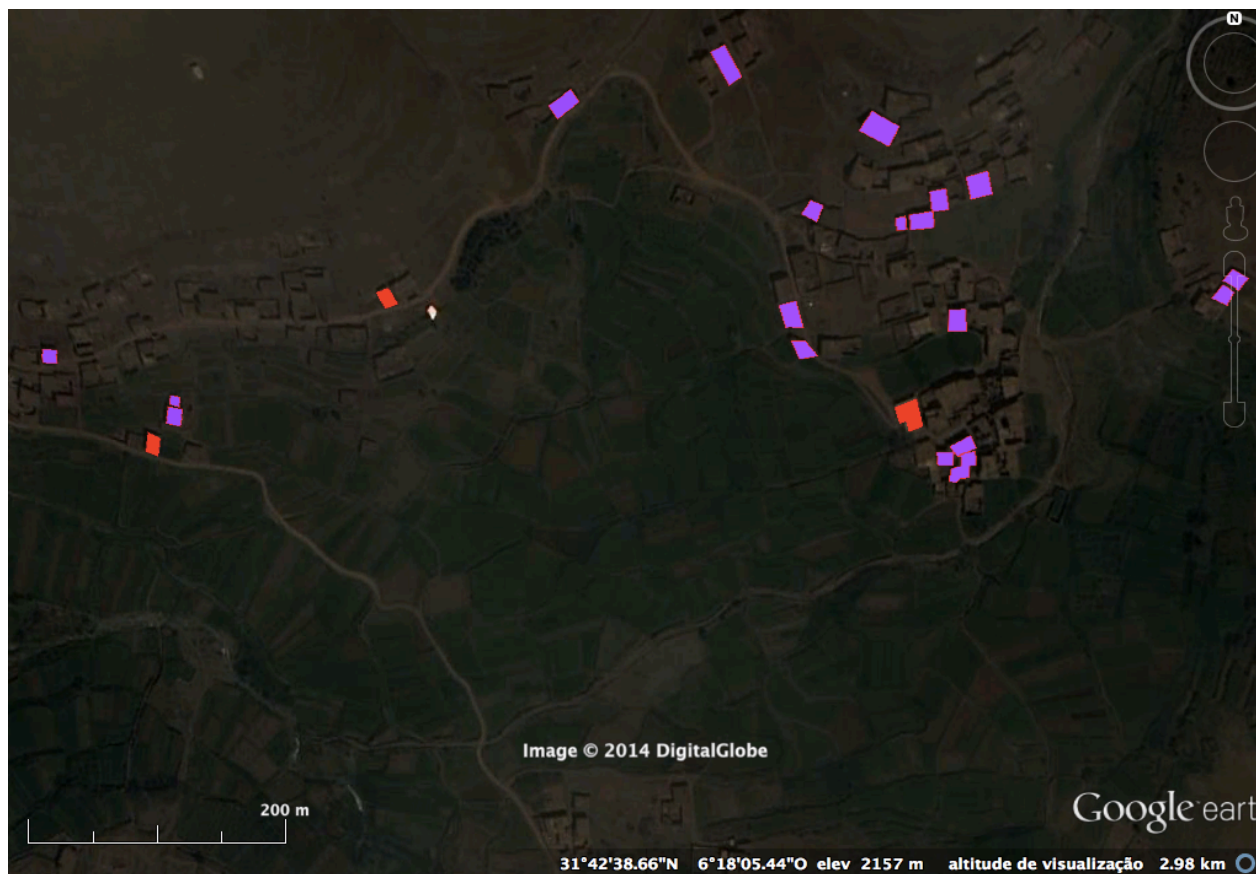 N
Image © 2014 DigitalGlobe
200 m
Google eart
31°42'38.66"N 6°18'05.44"O elev 2157 m altitude de visualização 2.98 km